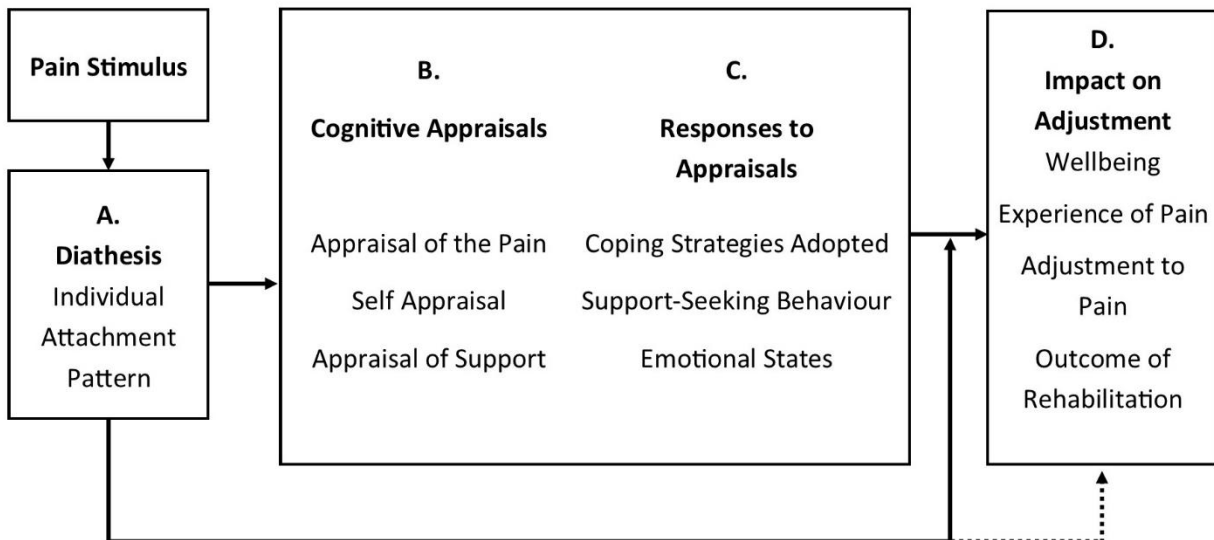 Pain Stimulus
A.
Diathesis
Individual
Attachment
Pattern
B.
Cognitive Appraisals
Appraisal of the Pain
Self Appraisal
Appraisal of Support
C.
Responses to
Appraisals
Coping Strategies Adopted
Support-Seeking Behaviour
Emotional States
D.
Impact on
Adjustment
Wellbeing
Experience of Pain
Adjustment to
Pain
Outcome of
Rehabilitation